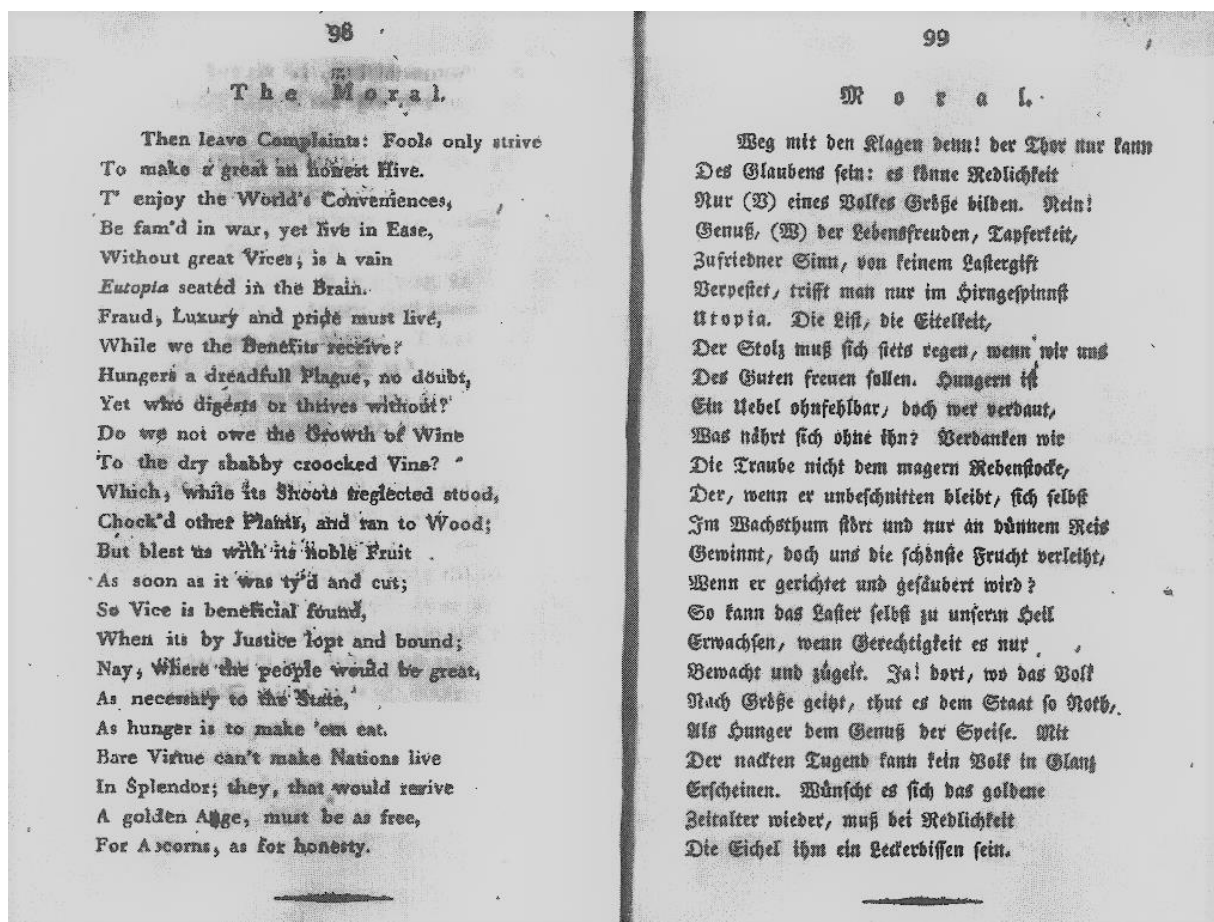 98
The Moral.
Then leave Complaints: Fools only strive
To make a great an honest Hive.
T' enjoy the World's Conveniences,
Be fam'd in war, yet live in Ease,
Without great Vices, is a vain
Eutopia seated in the Brain.
Fraud, Luxury and pride must live,
While we the Benefits receive?
Hungers a dreadfull Plague, no doubt,
Yet who digests or thrives without?
Do we not owe the Growth of Wine
To the dry shabby croocked Vine?
Which, while its Shoots neglected stood,
Chock'd other Plants, and ran to Wood;
But blest us with its noble Fruit
As soon as it was ty'd and cut;
So Vice is beneficial found,
When its by Justice lopt and bound;
Nay, where the people would be great,
As necessary to the State,
As hunger is to make 'em eat.
Bare Virtue can't make Nations live
In Splendor; they, that would revive
A golden Age, must be as free,
For Acorns, as for honesty.
99
Moral.
Weg mit den Klagen denn! der Thor nur kann
Des Glaubens sein: es könne Redlichkeit
Nur (V) eines Volkes Größe bilden. Nein!
Genuß, (W) der Lebensfreuden, Tapferkeit,
Zufriedner Sinn, von keinem Lastergift
Verpestet, trifft man nur im Hirngespinnst
Utopia. Die List, die Eitelkeit,
Der Stolz muß sich stets regen, wenn wir uns
Des Guten freuen sollen. Hungern ist
Ein Uebel ohnfehlbar, doch wer verdaut,
Was nährt sich ohne ihn? Verdanken wir
Die Traube nicht dem magern Rebenstocke,
Der, wenn er unbeschnitten bleibt, sich selbst
Im Wachsthum stört und nur an dünnem Reis
Gewinnt, doch uns die schönste Frucht verleiht,
Wenn er gerichtet und gesäubert wird?
So kann das Laster selbst zu unserm Heil
Erwachsen, wenn Gerechtigkeit es nur
Bewacht und zügelt. Ja! dort, wo das Volk
Nach Größe geitzt, thut es dem Staat so Noth,
Als Hunger dem Genuß der Speise. Mit
Der nackten Tugend kann kein Volk in Glanz
Erscheinen. Wünscht es sich das goldene
Zeitalter wieder, muß bei Redlichkeit
Die Eichel ihm ein Leckerbissen sein.